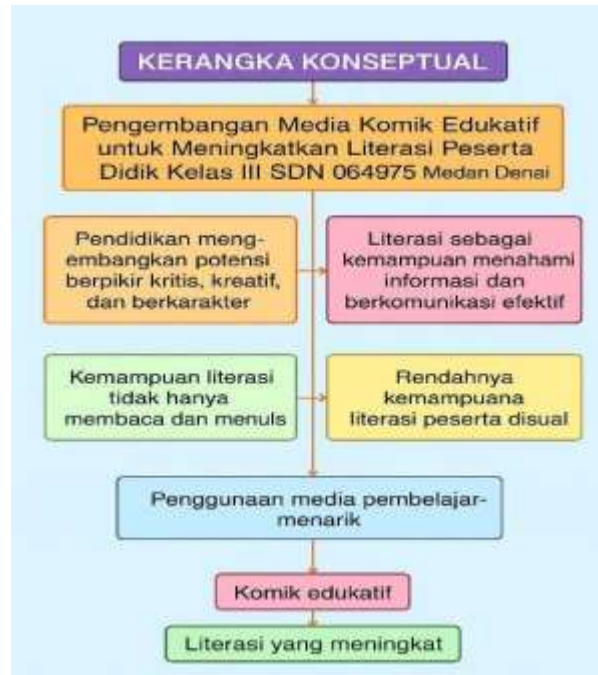 KERANGKA KONSEPTUAL
Pengembangan Media Komik Edukatif
untuk Meningkatkan Literasi Peserta
Didik Kelas III SDN 064975 Medan Denai
Pendidikan meng-
embangkan potensi
berpikir kritis, kreatif,
dan berkarakter
Literasi sebagai
kemampuan menahami
informasi dan
berkomunikasi efektif
Kemampuan literasi
tidak hanya
membaca dan menuls
Rendahnya
kemampuana
literasi peserta disual
Penggunaan media pembelajar-
menarik
Komik edukatif
Literasi yang meningkat